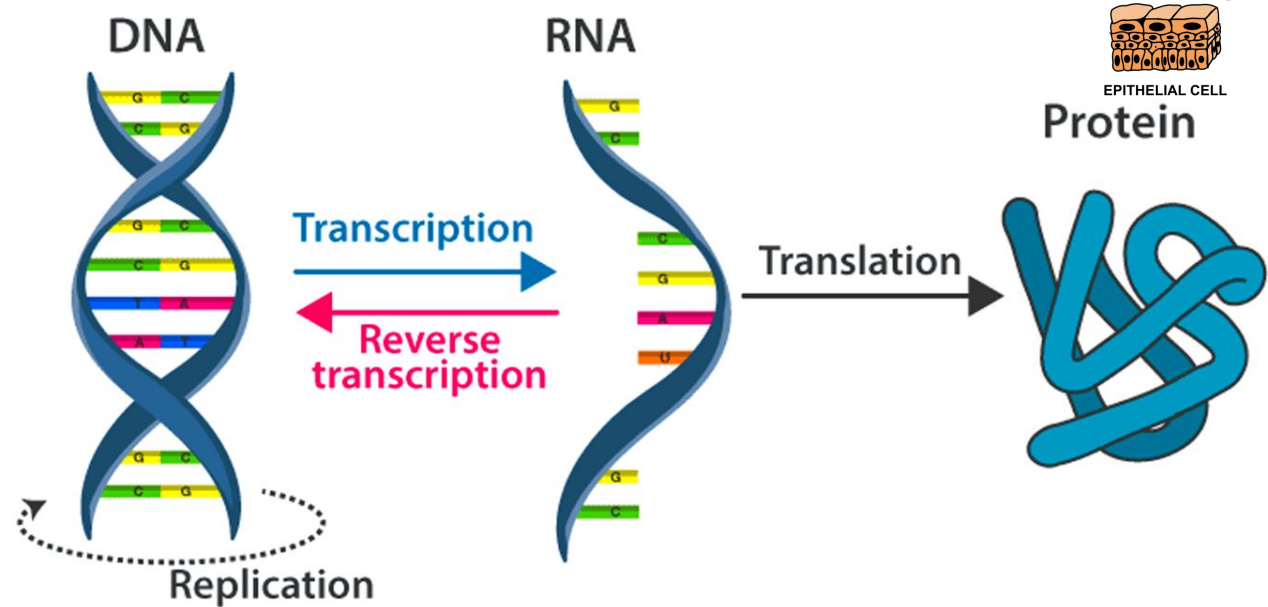 DNA
RNA
EPITHELIAL CELL
Protein
G C
C G
G C
C G
T A
A T
G C
C G
Transcription
Reverse
transcription
G
C
C
G
A
U
G
C
Translation
Replication